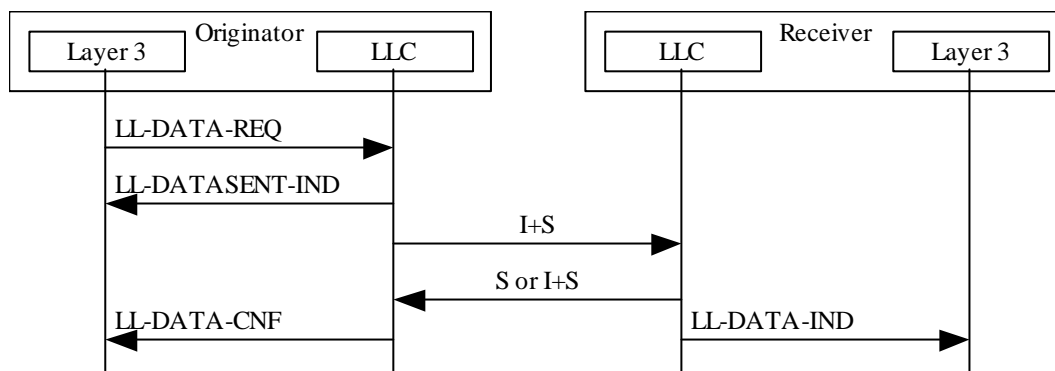 Originator
Receiver
Layer 3
LLC
LLC
Layer 3
LL-DATA-REQ
LL-DATASENT-IND
I+S
S or I+S
LL-DATA-CNF
LL-DATA-IND